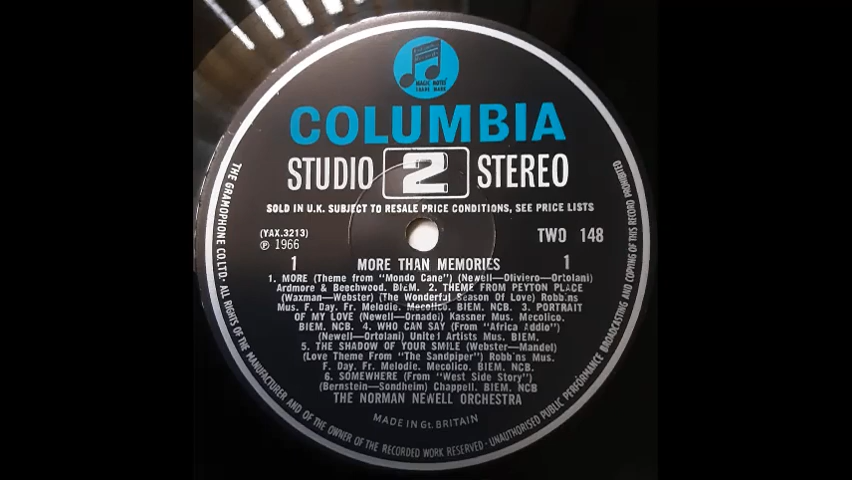 MAGIC NOTES
TRADE MARK
COLUMBIA
STUDIO 2 STEREO
SOLD IN U.K. SUBJECT TO RESALE PRICE CONDITIONS, SEE PRICE LISTS
(YAX.3213)
TWO 148
℗ 1966
1 MORE THAN MEMORIES 1
1. MORE (Theme from "Mondo Cane") (Newell—Oliviero—Ortolani)
Ardmore & Beechwood. BIEM. 2. THEME FROM PEYTON PLACE
(Waxman—Webster) (The Wonderful Season Of Love) Robbins
Mus. F. Day. Fr. Melodie. Mecolico. BIEM. NCB. 3. PORTRAIT
OF MY LOVE (Newell—Ornadel) Kassner Mus. Mecolico.
BIEM. NCB. 4. WHO CAN SAY (From "Africa Addio")
(Newell—Ortolani) United Artists Mus. BIEM.
5. THE SHADOW OF YOUR SMILE (Webster—Mandel)
(Love Theme From "The Sandpiper") Robbins Mus.
F. Day. Fr. Melodie. Mecolico. BIEM. NCB.
6. SOMEWHERE (From "West Side Story")
(Bernstein—Sondheim) Chappell. BIEM. NCB
THE NORMAN NEWELL ORCHESTRA
MADE IN Gt. BRITAIN
THE GRAMOPHONE CO. LTD. · ALL RIGHTS OF THE MANUFACTURER AND OF THE OWNER OF THE RECORDED WORK RESERVED · UNAUTHORISED PUBLIC PERFORMANCE BROADCASTING AND COPYING OF THIS RECORD PROHIBITED